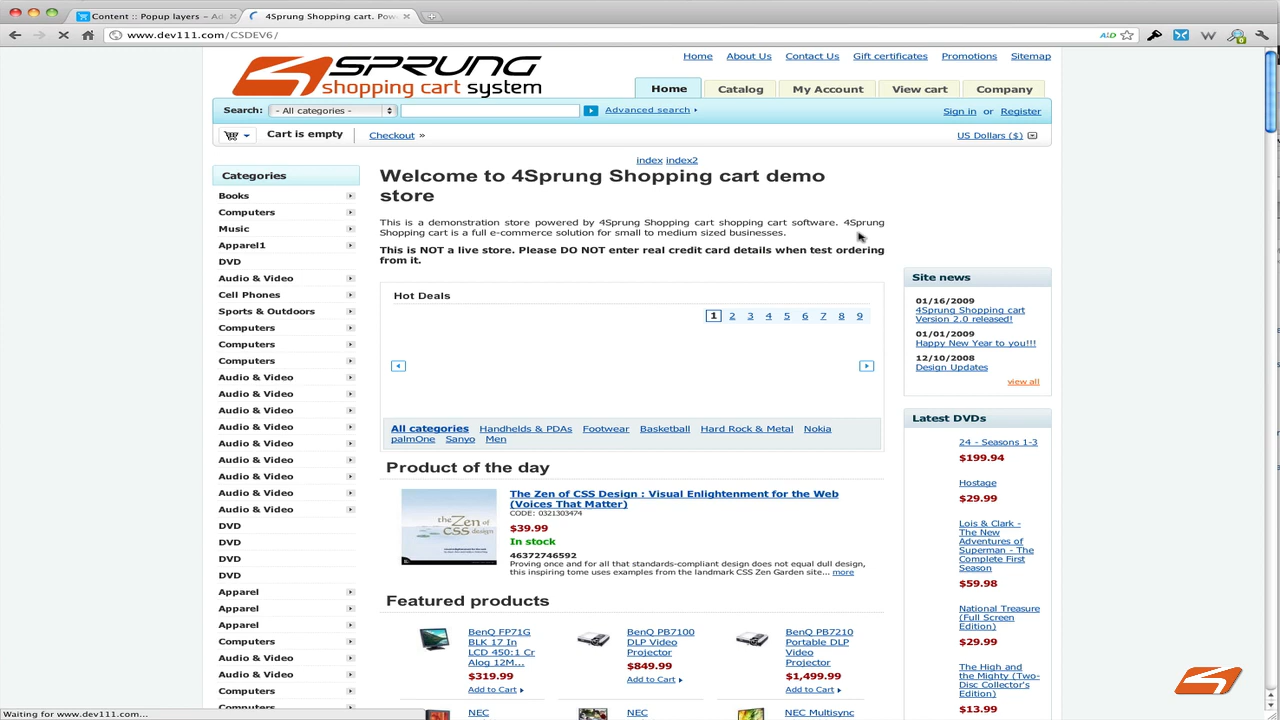 Content :: Popup layers - Ad
4Sprung Shopping cart. Pow
www.dev111.com/CSDEV6/
4SPRUNG
shopping cart system
Home About Us Contact Us Gift certificates Promotions Sitemap
Home Catalog My Account View cart Company
Search: - All categories - Advanced search
Sign in or Register
Cart is empty Checkout »
US Dollars ($)
Categories
Books
Computers
Music
Apparel1
DVD
Audio & Video
Cell Phones
Sports & Outdoors
Computers
Computers
Computers
Audio & Video
Audio & Video
Audio & Video
Audio & Video
Audio & Video
Audio & Video
Audio & Video
Audio & Video
Audio & Video
DVD
DVD
DVD
DVD
Apparel
Apparel
Apparel
Computers
Audio & Video
Audio & Video
Computers
Computers
index index2
Welcome to 4Sprung Shopping cart demo
store
This is a demonstration store powered by 4Sprung Shopping cart shopping cart software. 4Sprung
Shopping cart is a full e-commerce solution for small to medium sized businesses.
This is NOT a live store. Please DO NOT enter real credit card details when test ordering
from it.
Hot Deals
1 2 3 4 5 6 7 8 9
All categories Handhelds & PDAs Footwear Basketball Hard Rock & Metal Nokia
palmOne Sanyo Men
Product of the day
the Zen of
CSS design
The Zen of CSS Design : Visual Enlightenment for the Web
(Voices That Matter)
CODE: 0321303474
$39.99
In stock
46372746592
Proving once and for all that standards-compliant design does not equal dull design,
this inspiring tome uses examples from the landmark CSS Zen Garden site... more
Featured products
BenQ FP71G
BLK 17 In
LCD 450:1 Cr
Alog 12M...
$319.99
Add to Cart
BenQ PB7100
DLP Video
Projector
$849.99
Add to Cart
BenQ PB7210
Portable DLP
Video
Projector
$1,499.99
Add to Cart
NEC
NEC
NEC Multisync
Site news
01/16/2009
4Sprung Shopping cart
Version 2.0 released!
01/01/2009
Happy New Year to you!!!
12/10/2008
Design Updates
view all
Latest DVDs
24 - Seasons 1-3
$199.94
Hostage
$29.99
Lois & Clark -
The New
Adventures of
Superman - The
Complete First
Season
$59.98
National Treasure
(Full Screen
Edition)
$29.99
The High and
the Mighty (Two-
Disc Collector's
Edition)
$13.99
Waiting for www.dev111.com...